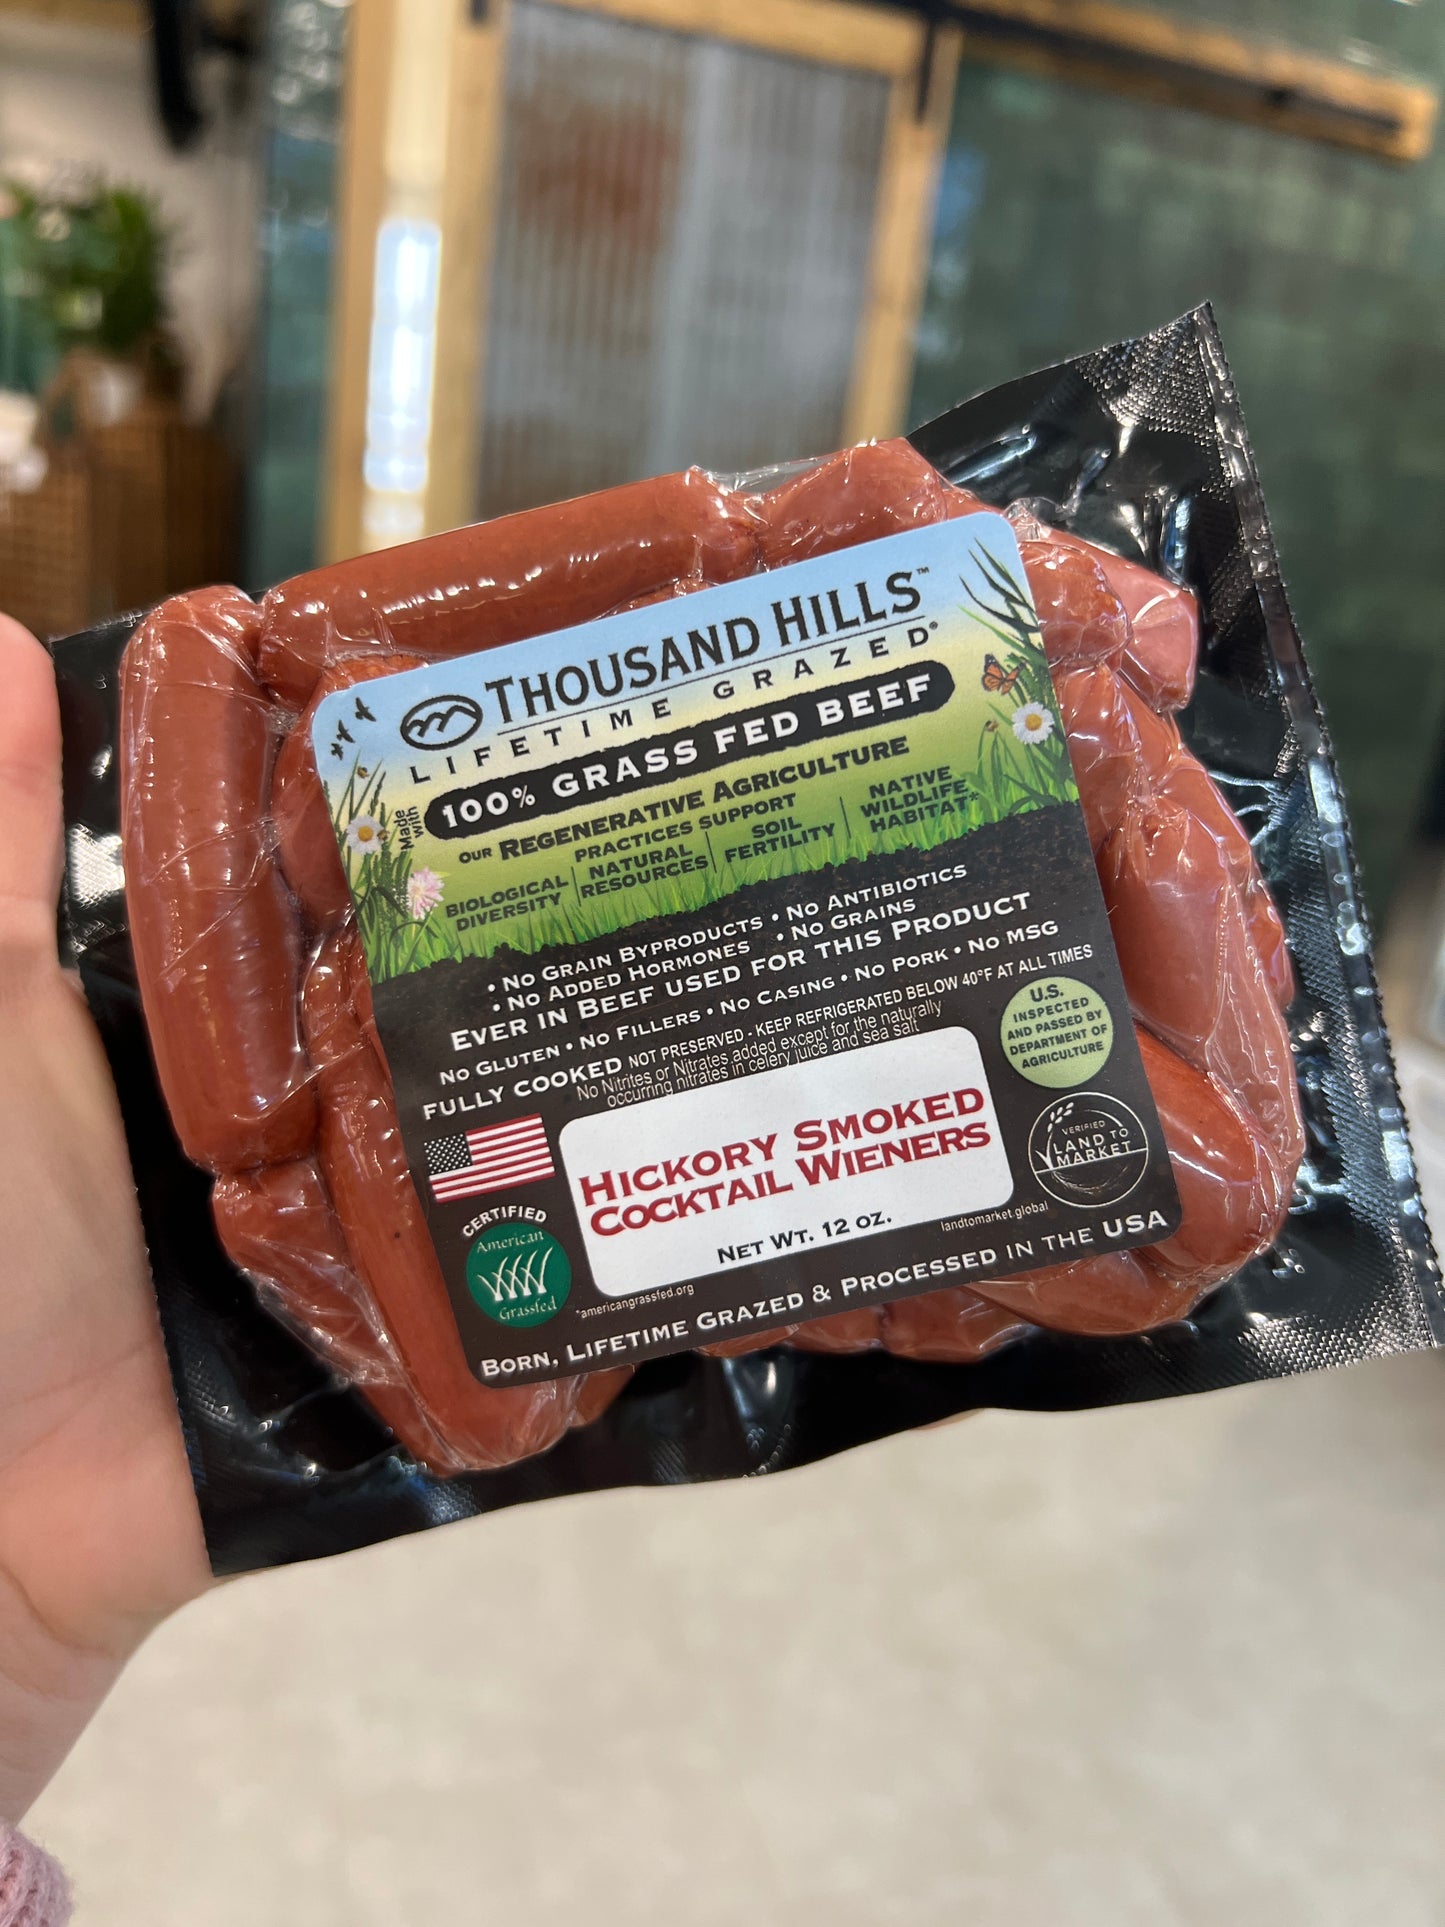 THOUSAND HILLS™
LIFETIME GRAZED®
Made with
100% GRASS FED BEEF
OUR REGENERATIVE AGRICULTURE
PRACTICES SUPPORT
BIOLOGICAL DIVERSITY
NATURAL RESOURCES
SOIL FERTILITY
NATIVE WILDLIFE HABITAT*
• NO GRAIN BYPRODUCTS • NO ANTIBIOTICS
• NO ADDED HORMONES • NO GRAINS
EVER IN BEEF USED FOR THIS PRODUCT
NO GLUTEN • NO FILLERS • NO CASING • NO PORK • NO MSG
FULLY COOKED NOT PRESERVED - KEEP REFRIGERATED BELOW 40°F AT ALL TIMES
No Nitrites or Nitrates added except for the naturally
occurring nitrates in celery juice and sea salt
U.S.
INSPECTED
AND PASSED BY
DEPARTMENT OF
AGRICULTURE
HICKORY SMOKED
COCKTAIL WIENERS
NET WT. 12 OZ.
VERIFIED
LAND TO
MARKET
landtomarket.global
CERTIFIED
American
Grassfed
*americangrassfed.org
BORN, LIFETIME GRAZED & PROCESSED IN THE USA